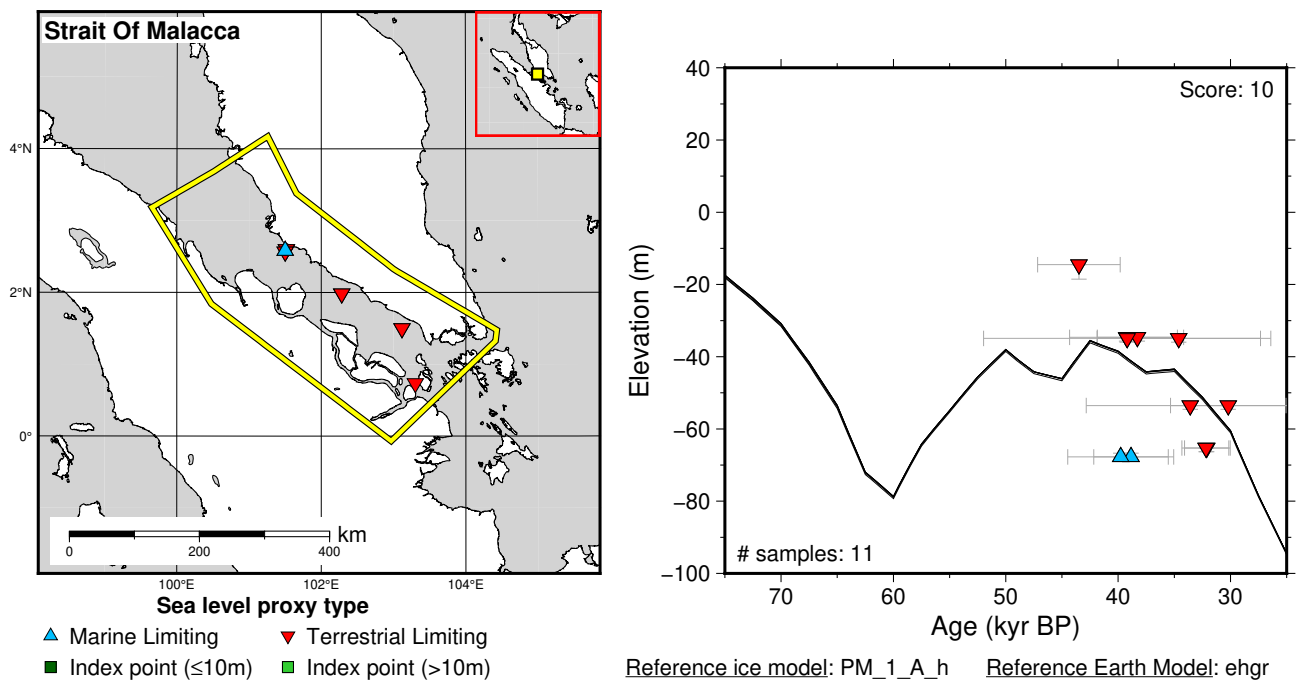 Strait Of Malacca
4°N
2°N
0°
km
0 200 400
100°E 102°E 104°E
Sea level proxy type
Marine Limiting Terrestrial Limiting
Index point (≤10m) Index point (>10m)
Score: 10
40
20
0
−20
−40
−60
−80
−100
Elevation (m)
# samples: 11
70 60 50 40 30
Age (kyr BP)
Reference ice model: PM_1_A_h Reference Earth Model: ehgr